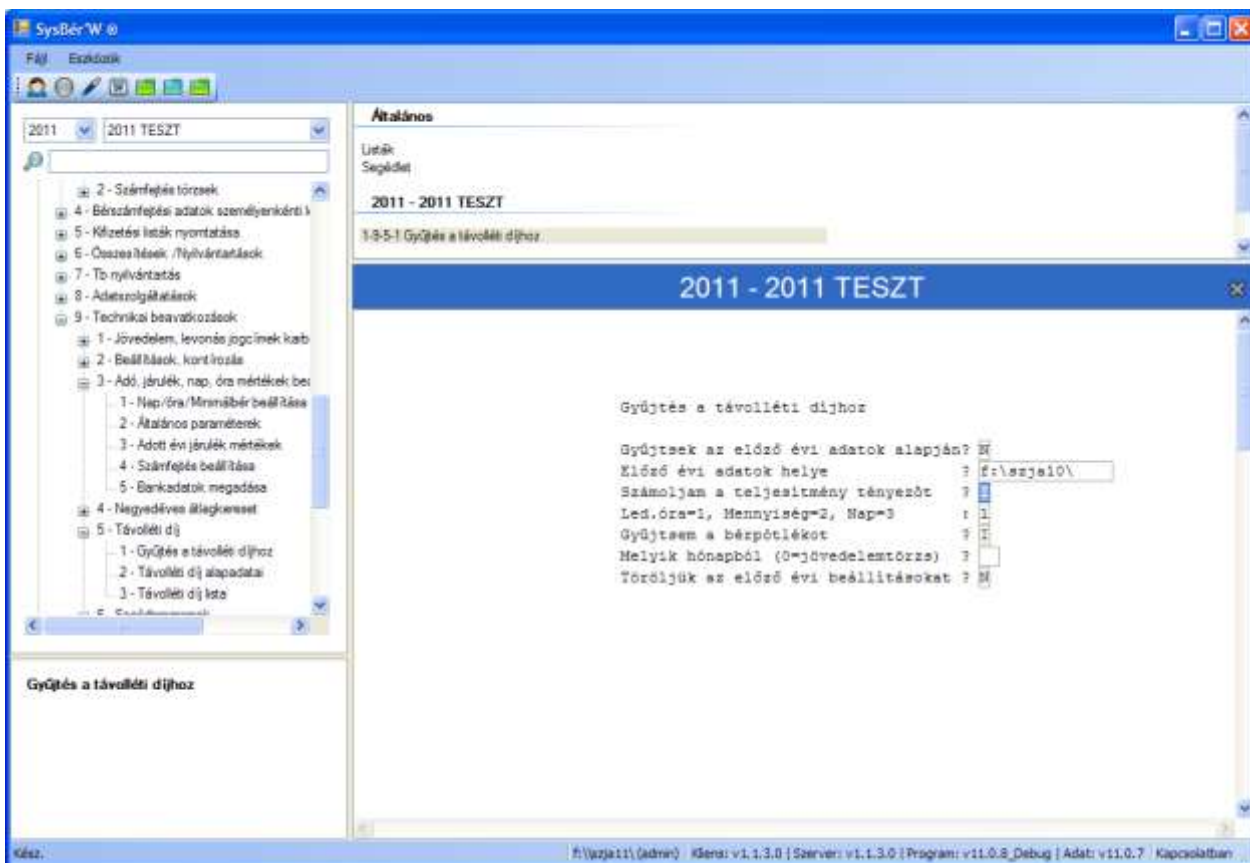 SysBér'W ®
Fájl Eszközök
2011 2011 TESZT
2 - Számfejtés törzsek
4 - Bérszámfejtési adatok személyenkénti k
5 - Kifizetési listák nyomtatása
6 - Összesítések /Nyilvántartások
7 - Tb nyilvántartás
8 - Adatszolgáltatások
9 - Technikai beavatkozások
1 - Jövedelem, levonás jogcímek karb
2 - Beállítások, kontírozás
3 - Adó, járulék, nap, óra mértékek bea
1 - Nap/óra/Minimálbér beállítása
2 - Általános paraméterek
3 - Adott évi járulék mértékek
4 - Számfejtés beállítása
5 - Bankadatok megadása
4 - Negyedéves átlagkereset
5 - Távolléti díj
1 - Gyűjtés a távolléti díjhoz
2 - Távolléti díj alapadatai
3 - Távolléti díj lista
Gyűjtés a távolléti díjhoz
Általános
Listák
Segédlet
2011 - 2011 TESZT
1-9-5-1 Gyűjtés a távolléti díjhoz
2011 - 2011 TESZT
Gyűjtés a távolléti díjhoz
Gyűjtsek az előző évi adatok alapján? N
Előző évi adatok helye ? f:\szja10\
Számoljam a teljesítmény tényezőt ?
Led.óra=1, Mennyiség=2, Nap=3 : 1
Gyűjtsem a bérpótlékot ? I
Melyik hónapból (0=jövedelemtörzs) ?
Töröljük az előző évi beállításokat ? N
Kész.
f:\\szja11\ (admin) Kliens: v1.1.3.0 | Szerver: v1.1.3.0 | Program: v11.0.8_Debug | Adat: v11.0.7 Kapcsolatban